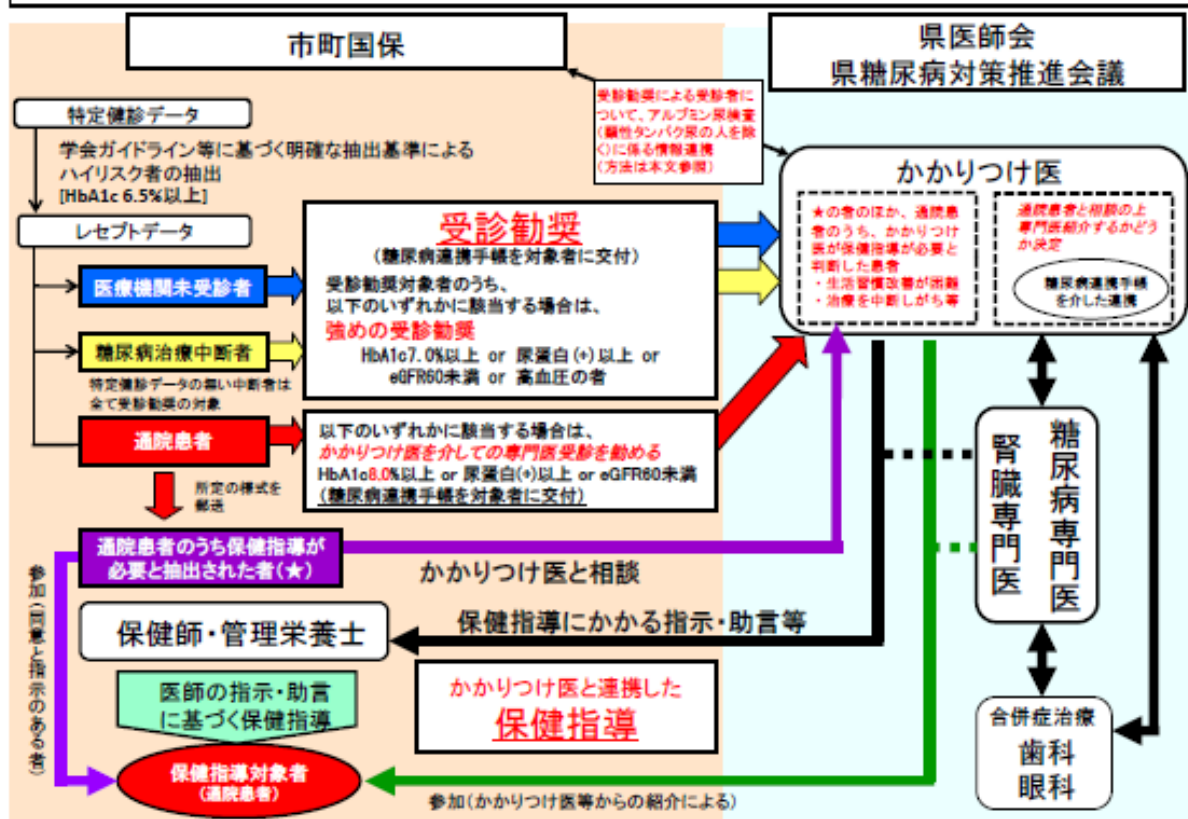 市町国保
県医師会
県糖尿病対策推進会議
特定健診データ
学会ガイドライン等に基づく明確な抽出基準による
ハイリスク者の抽出
[HbA1c 6.5%以上]
レセプトデータ
医療機関未受診者
糖尿病治療中断者
特定健診データの無い中断者は
全て受診勧奨の対象
通院患者
所定の様式を
郵送
受診勧奨による受診者に
ついて、アルブミン尿検査
(顕性タンパク尿の人を除
く)に係る情報連携
(方法は本文参照)
受診勧奨
(糖尿病連携手帳を対象者に交付)
受診勧奨対象者のうち、
以下のいずれかに該当する場合は、
強めの受診勧奨
HbA1c7.0%以上 or 尿蛋白(+)以上 or
eGFR60未満 or 高血圧の者
以下のいずれかに該当する場合は、
かかりつけ医を介しての専門医受診を勧める
HbA1c8.0%以上 or 尿蛋白(+)以上 or eGFR60未満
(糖尿病連携手帳を対象者に交付)
かかりつけ医
★の者のほか、通院患
者のうち、かかりつけ
医が保健指導が必要と
判断した患者
・生活習慣改善が困難
・治療を中断しがち等
通院患者と相談の上
専門医紹介するかどう
か決定
糖尿病連携手帳
を介した連携
通院患者のうち保健指導が
必要と抽出された者(★)
かかりつけ医と相談
参加(同意と指示のある者)
保健師・管理栄養士
保健指導にかかる指示・助言等
医師の指示・助言
に基づく保健指導
かかりつけ医と連携した
保健指導
保健指導対象者
(通院患者)
参加(かかりつけ医等からの紹介による)
糖尿病専門医
腎臓専門医
合併症治療
歯科
眼科